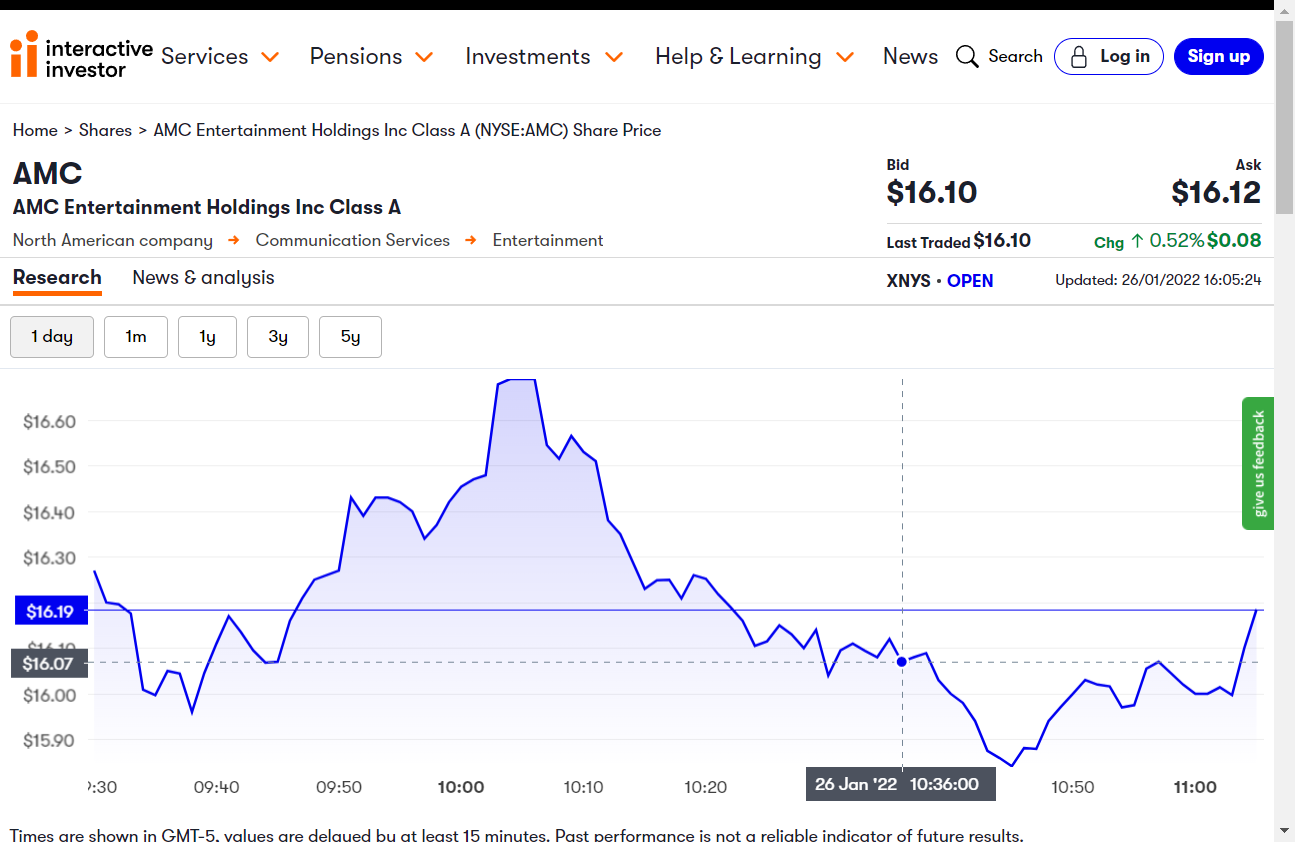 interactive investor
Services Pensions Investments Help & Learning News Search Log in Sign up
Home > Shares > AMC Entertainment Holdings Inc Class A (NYSE:AMC) Share Price
AMC
AMC Entertainment Holdings Inc Class A
North American company → Communication Services → Entertainment
Bid Ask
$16.10 $16.12
Last Traded $16.10 Chg ↑ 0.52% $0.08
Research News & analysis
XNYS • OPEN Updated: 26/01/2022 16:05:24
1 day 1m 1y 3y 5y
$16.60
$16.50
$16.40
$16.30
$16.19
$16.10
$16.07
$16.00
$15.90
give us feedback
:30 09:40 09:50 10:00 10:10 10:20 26 Jan '22 10:36:00 10:50 11:00
Times are shown in GMT-5, values are delayed by at least 15 minutes. Past performance is not a reliable indicator of future results.